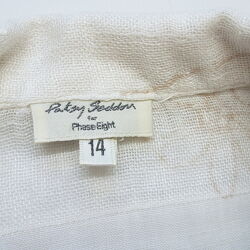 Patsy Seddon
for
Phase Eight
14